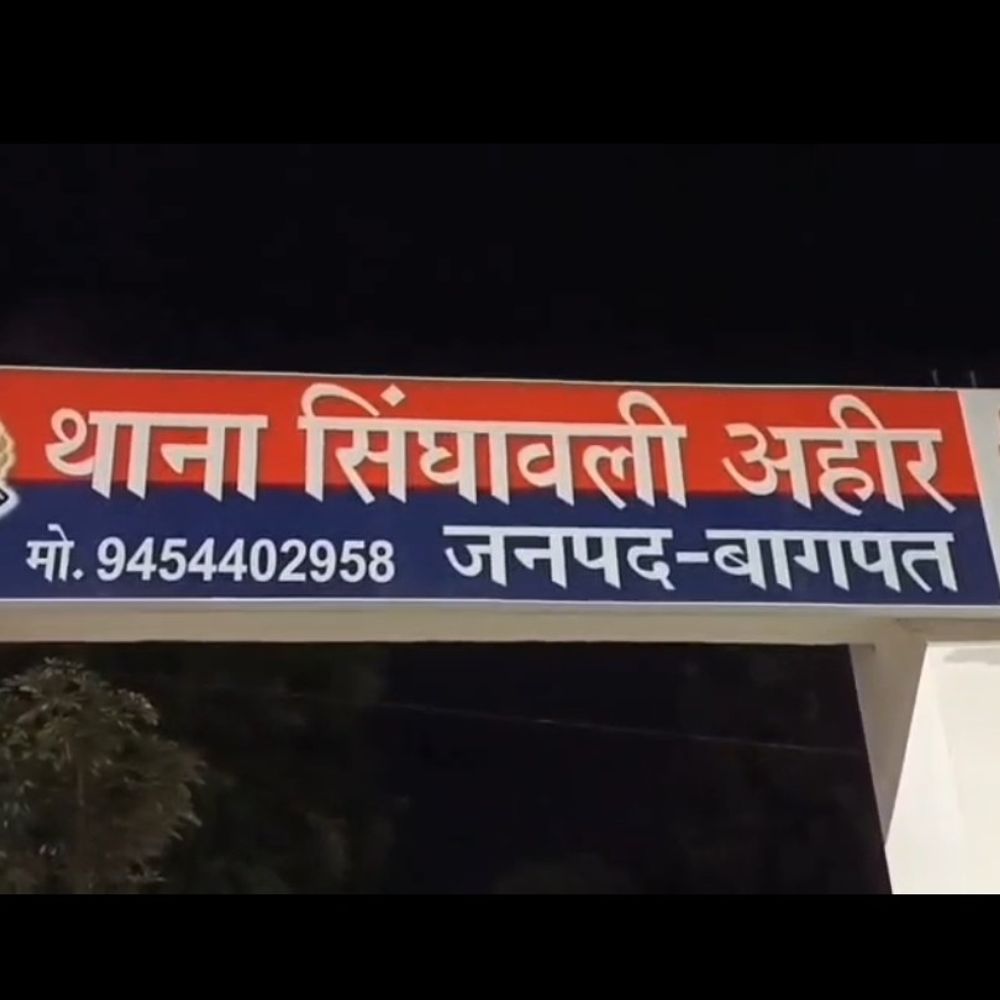 थाना सिंघावली अहीर
मो. 9454402958 जनपद-बागपत